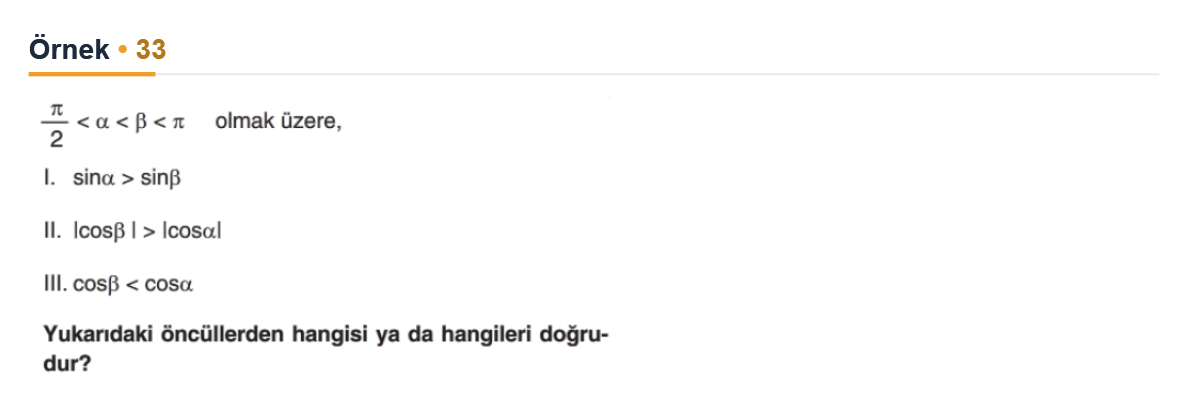 Örnek • 33
π/2 < α < β < π olmak üzere,
I. sinα > sinβ
II. |cosβ | > |cosα|
III. cosβ < cosα
Yukarıdaki öncüllerden hangisi ya da hangileri doğru-
dur?